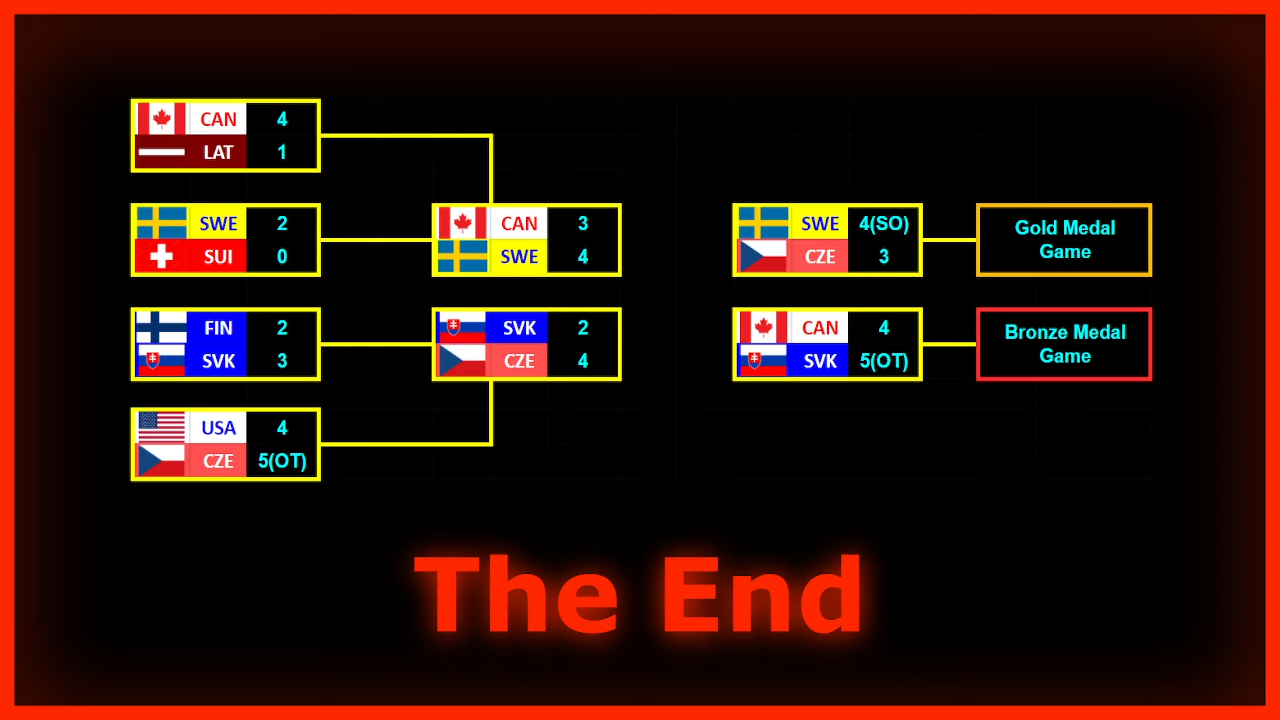 CAN 4
LAT 1
SWE 2
SUI 0
CAN 3
SWE 4
SWE 4(SO)
CZE 3
Gold Medal
Game
FIN 2
SVK 3
SVK 2
CZE 4
CAN 4
SVK 5(OT)
Bronze Medal
Game
USA 4
CZE 5(OT)
The End